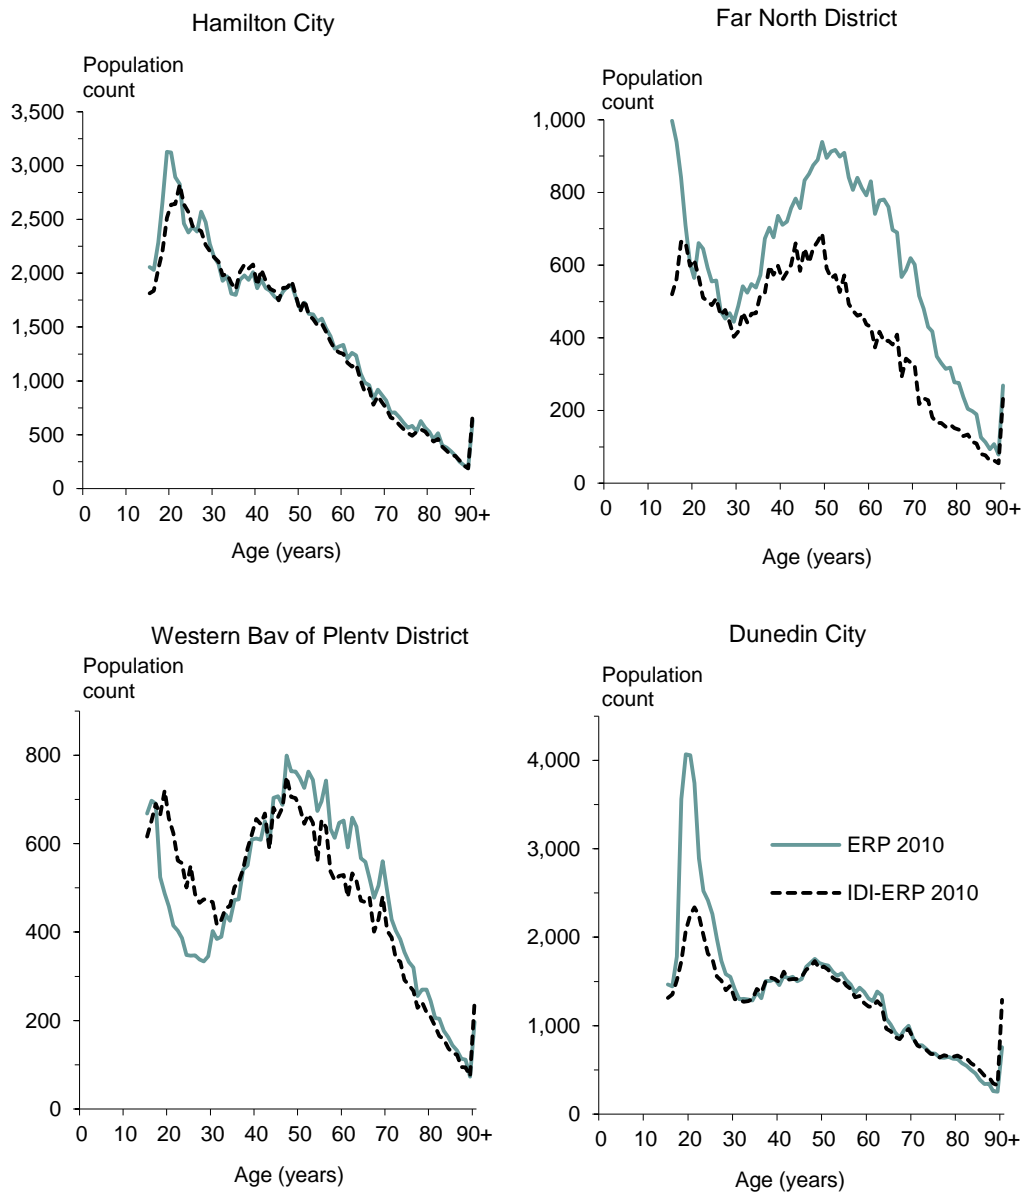 Hamilton City
Population
count
3,500
3,000
2,500
2,000
1,500
1,000
500
0
0 10 20 30 40 50 60 70 80 90+
Age (years)
Far North District
Population
count
1,000
800
600
400
200
0
0 10 20 30 40 50 60 70 80 90+
Age (years)
Western Bay of Plenty District
Population
count
800
600
400
200
0
0 10 20 30 40 50 60 70 80 90+
Age (years)
Dunedin City
Population
count
4,000
3,000
2,000
1,000
0
ERP 2010
IDI-ERP 2010
0 10 20 30 40 50 60 70 80 90+
Age (years)